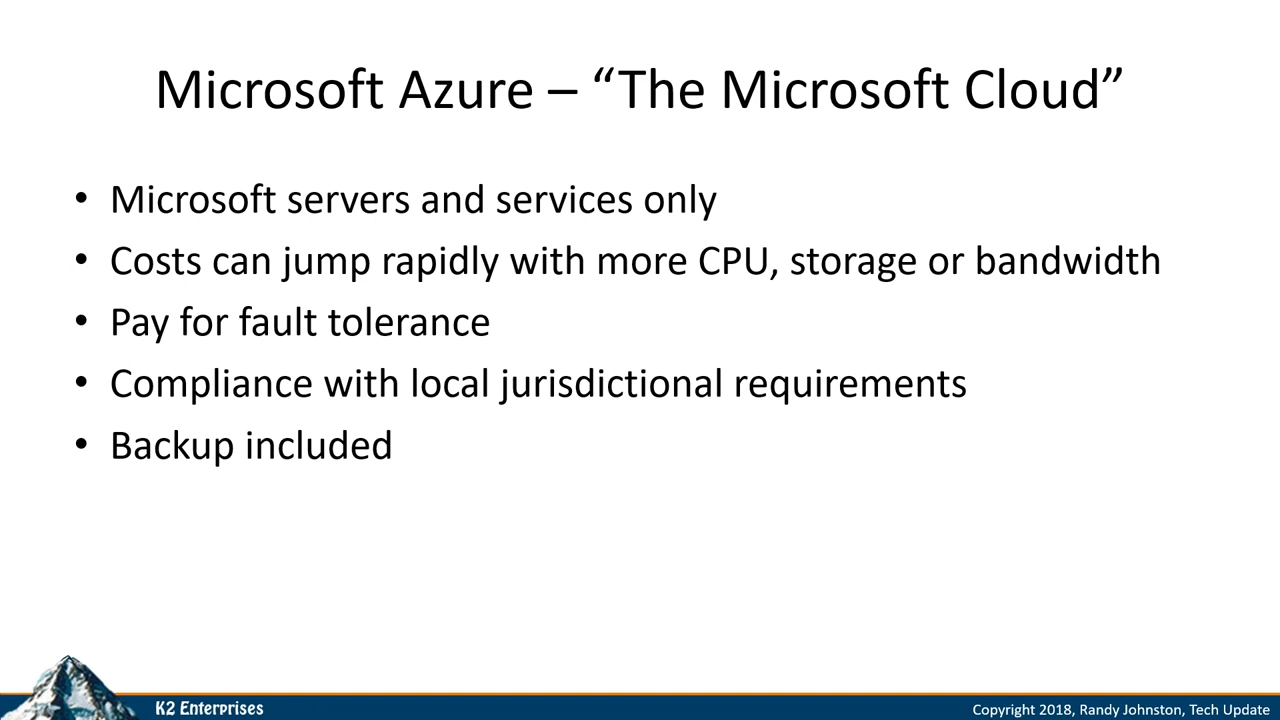 Microsoft Azure – “The Microsoft Cloud”
• Microsoft servers and services only
• Costs can jump rapidly with more CPU, storage or bandwidth
• Pay for fault tolerance
• Compliance with local jurisdictional requirements
• Backup included
K2 Enterprises
Copyright 2018, Randy Johnston, Tech Update